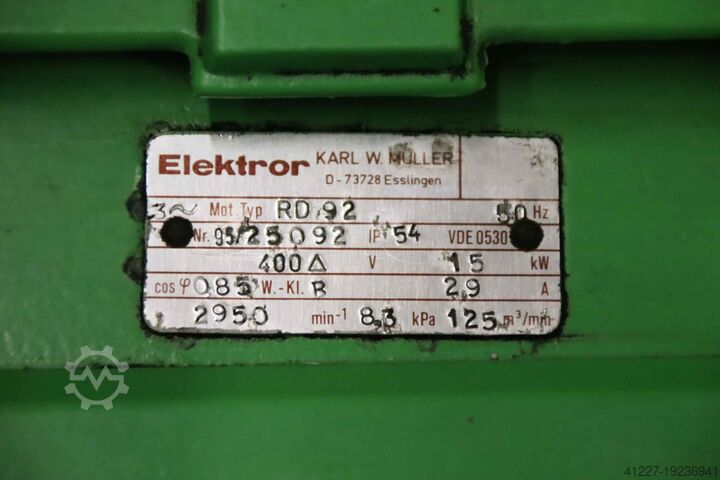 Elektror KARL W. MÜLLER
D-73728 Esslingen
3~ Mot. Typ RD 92 50 Hz
Nr. 95/25092 IP 54 VDE 0530
400 Δ V 15 kW
cos φ 0.85 W.-Kl. B 29 A
2950 min-1 8,3 kPa 125 m³/min
41227-19236941